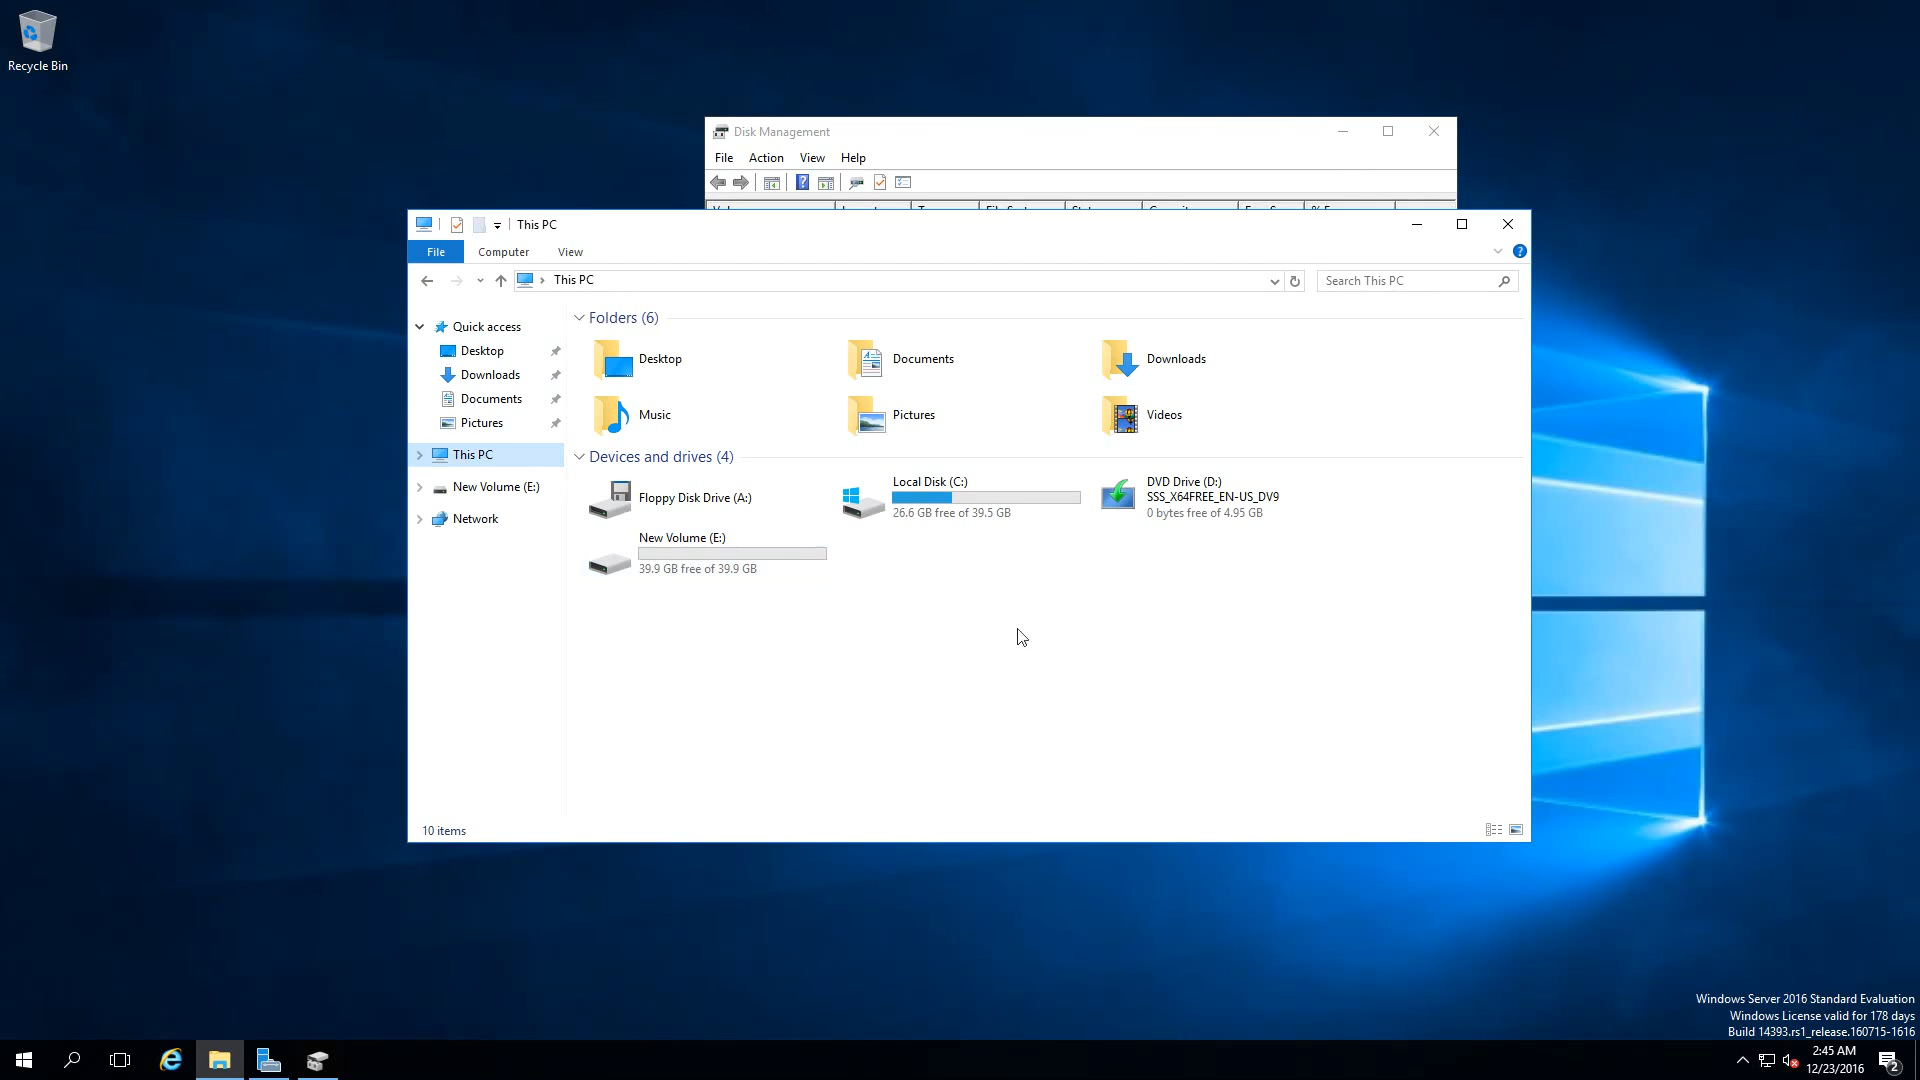 Recycle Bin
Disk Management
File Action View Help
This PC
File Computer View
This PC
Search This PC
Quick access
Desktop
Downloads
Documents
Pictures
This PC
New Volume (E:)
Network
Folders (6)
Desktop
Documents
Downloads
Music
Pictures
Videos
Devices and drives (4)
Floppy Disk Drive (A:)
Local Disk (C:)
26.6 GB free of 39.5 GB
DVD Drive (D:)
SSS_X64FREE_EN-US_DV9
0 bytes free of 4.95 GB
New Volume (E:)
39.9 GB free of 39.9 GB
10 items
Windows Server 2016 Standard Evaluation
Windows License valid for 178 days
Build 14393.rs1_release.160715-1616
2:45 AM
12/23/2016
2